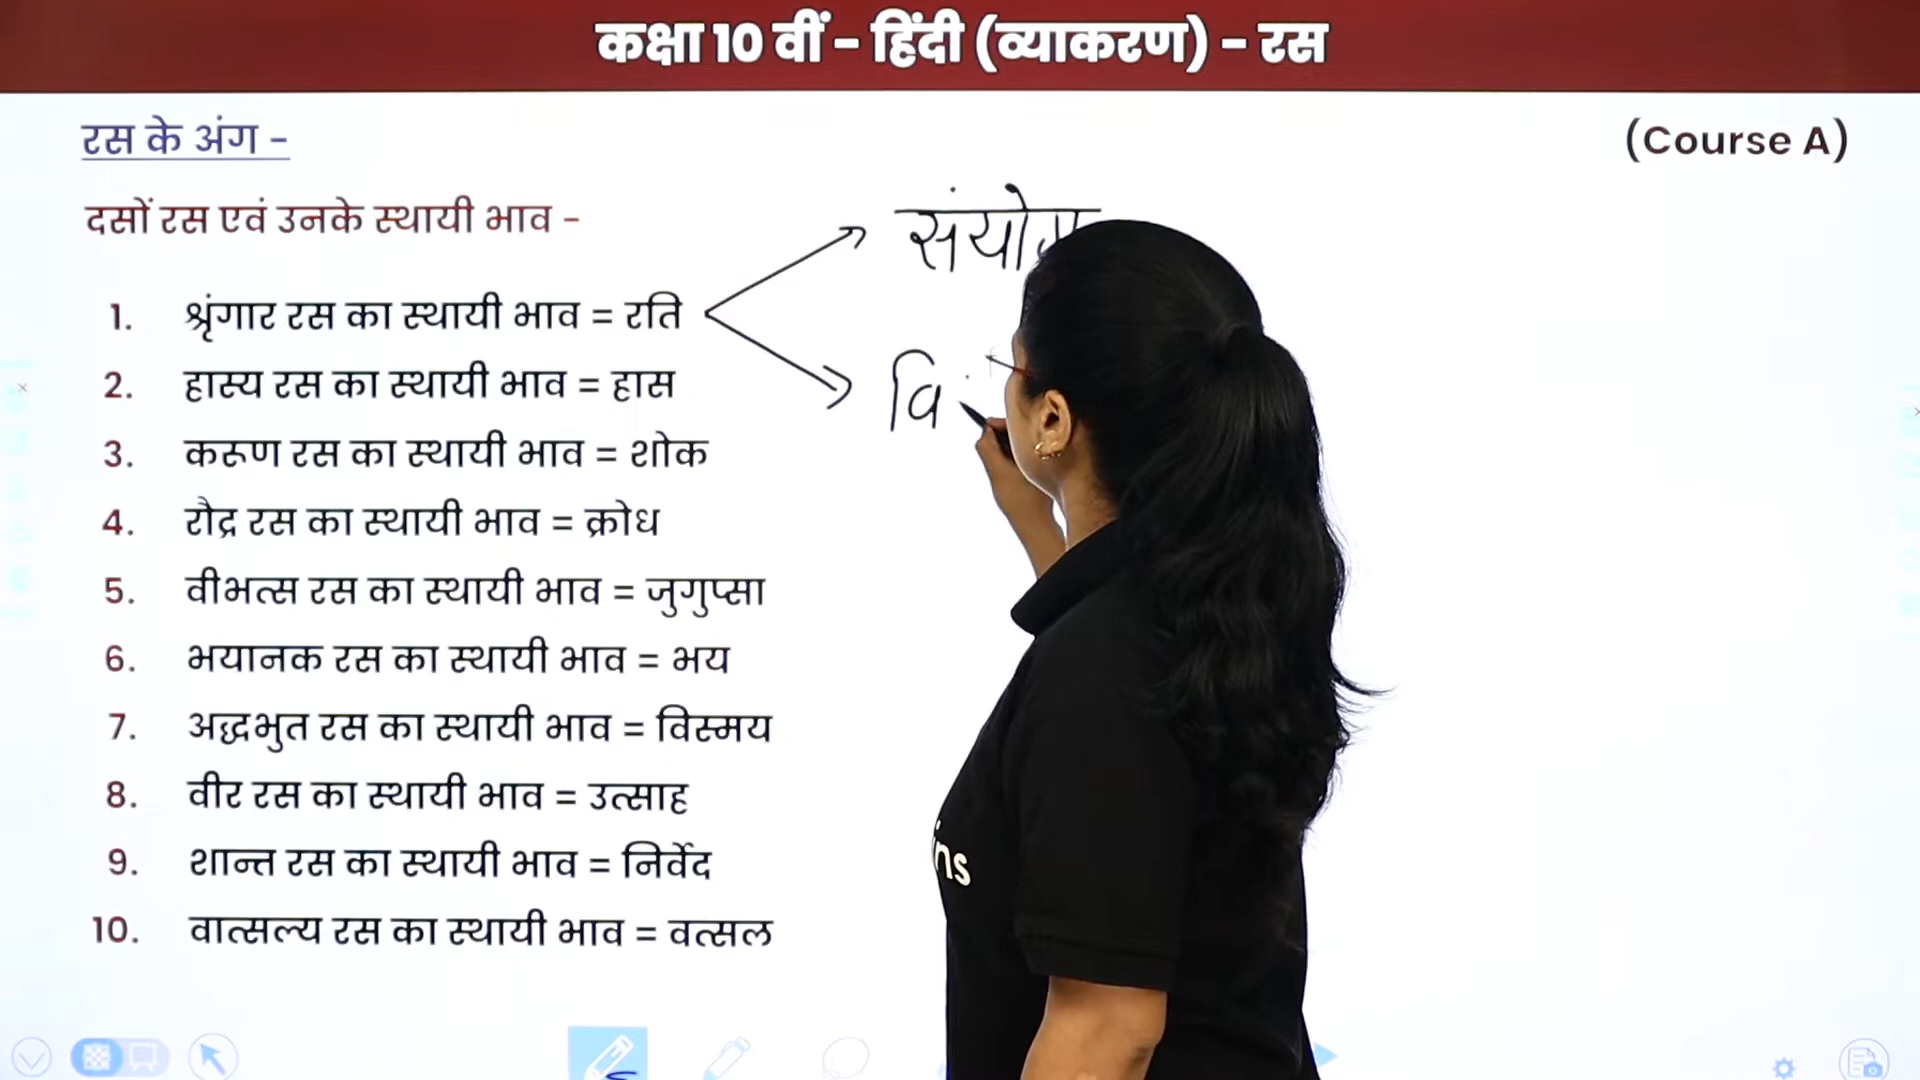 कक्षा 10 वीं - हिंदी (व्याकरण) - रस
रस के अंग -
(Course A)
दसों रस एवं उनके स्थायी भाव -
संयोग
1. श्रृंगार रस का स्थायी भाव = रति
2. हास्य रस का स्थायी भाव = हास
वि
3. करूण रस का स्थायी भाव = शोक
4. रौद्र रस का स्थायी भाव = क्रोध
5. वीभत्स रस का स्थायी भाव = जुगुप्सा
6. भयानक रस का स्थायी भाव = भय
7. अद्धभुत रस का स्थायी भाव = विस्मय
8. वीर रस का स्थायी भाव = उत्साह
9. शान्त रस का स्थायी भाव = निर्वेद
10. वात्सल्य रस का स्थायी भाव = वत्सल